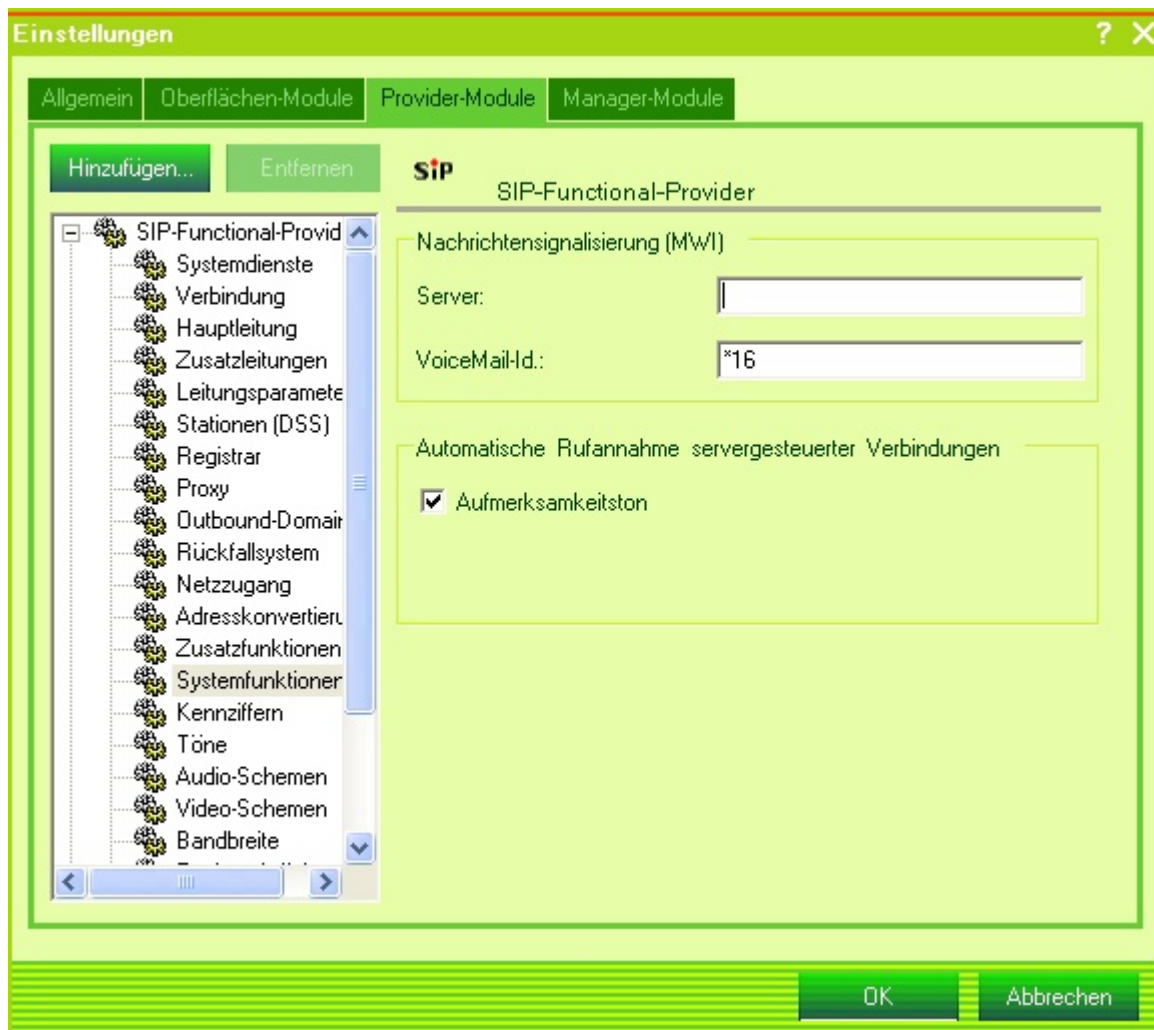 Einstellungen
?
Allgemein Oberflächen-Module Provider-Module Manager-Module
Hinzufügen... Entfernen
SIP-Functional-Provid
Systemdienste
Verbindung
Hauptleitung
Zusatzleitungen
Leitungsparamete
Stationen (DSS)
Registrar
Proxy
Outbound-Domair
Rückfallsystem
Netzzugang
Adresskonvertieru
Zusatzfunktionen
Systemfunktioner
Kennziffern
Töne
Audio-Schemen
Video-Schemen
Bandbreite
SIP
SIP-Functional-Provider
Nachrichtensignalisierung (MWI)
Server:
VoiceMail-Id.: *16
Automatische Rufannahme servergesteuerter Verbindungen
Aufmerksamkeitston
OK Abbrechen